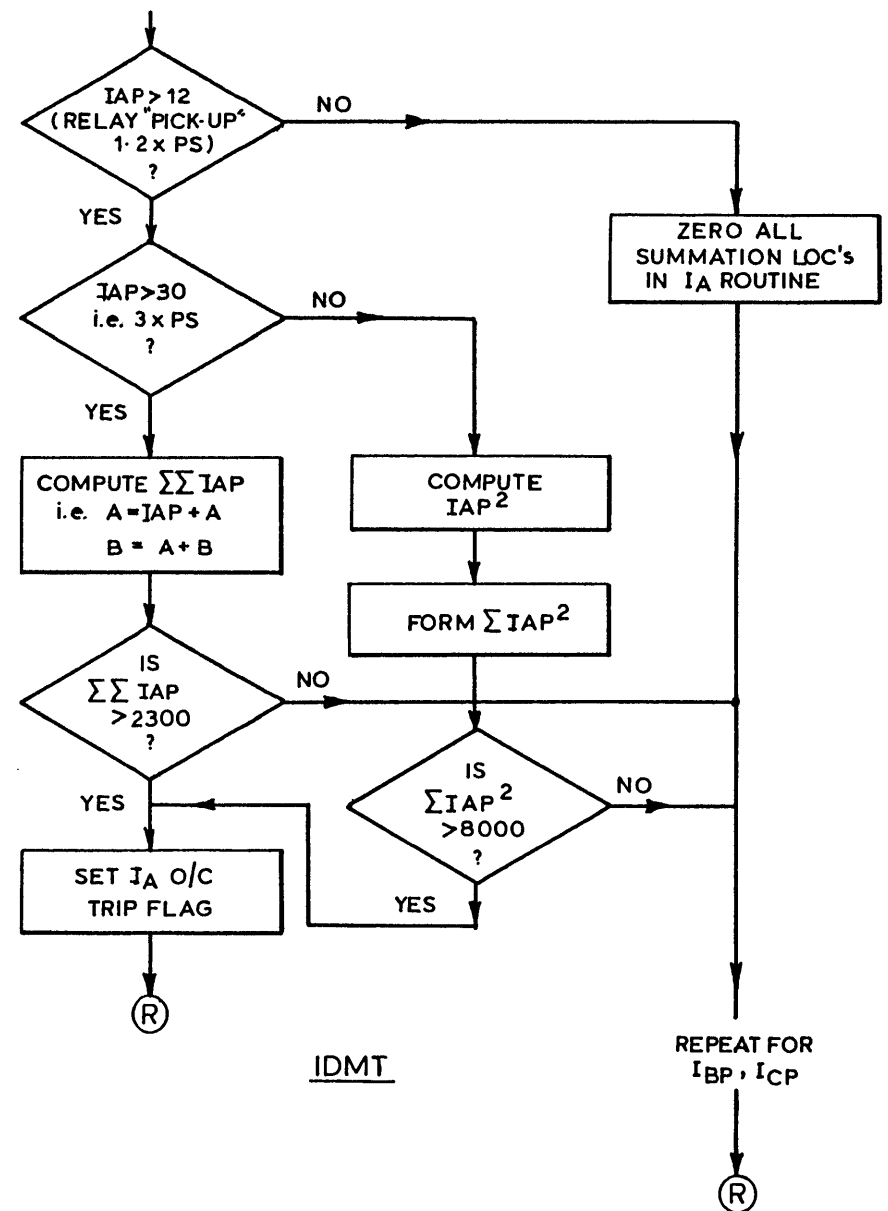 IAP > 12
(RELAY "PICK-UP"
1·2 x PS)
?
NO
YES
ZERO ALL
SUMMATION LOC's
IN IA ROUTINE
IAP>30
i.e. 3 x PS
?
NO
YES
COMPUTE ΣΣ IAP
i.e. A=IAP+A
B = A+B
COMPUTE
IAP²
FORM Σ IAP²
IS
ΣΣ IAP
>2300
?
NO
YES
IS
ΣIAP²
>8000
?
NO
YES
SET IA O/C
TRIP FLAG
R
IDMT
REPEAT FOR
IBP, ICP
R